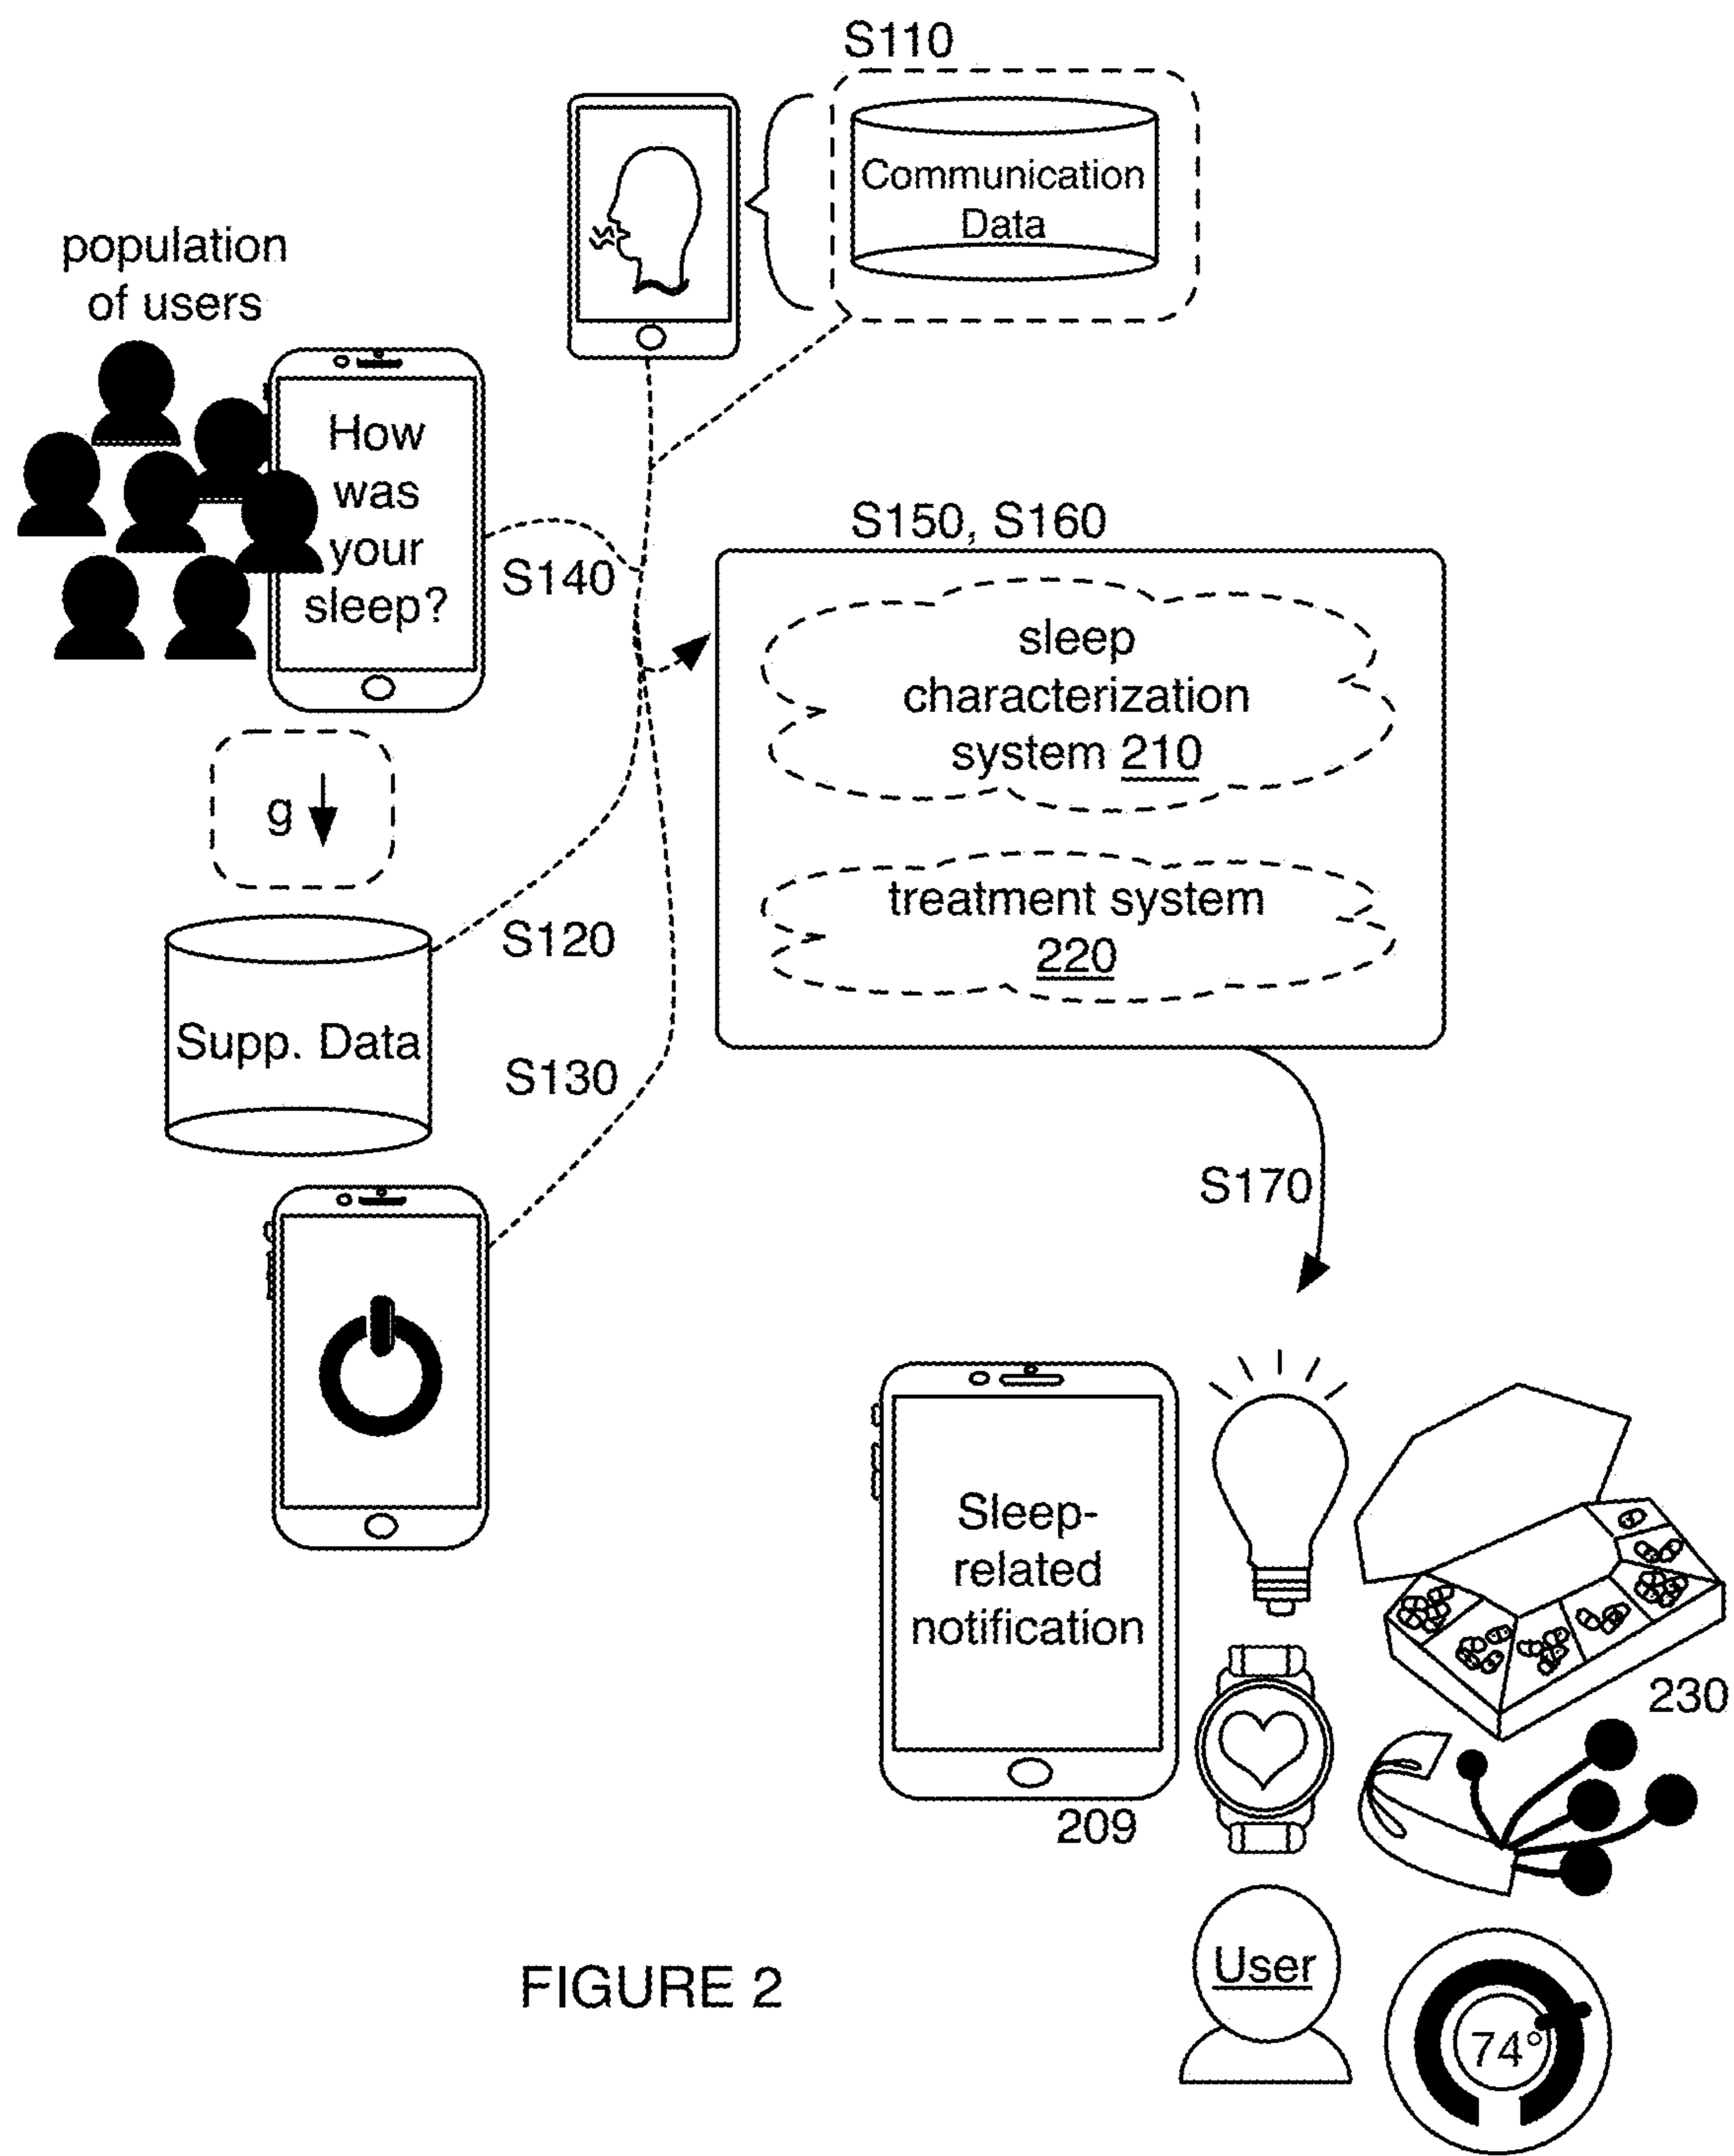 S110
Communication
Data
population
of users
How
was
your
sleep?
S140
S150, S160
sleep
characterization
system 210
g
treatment system
220
S120
Supp. Data
S130
S170
Sleep-
related
notification
230
209
User
74°
FIGURE 2